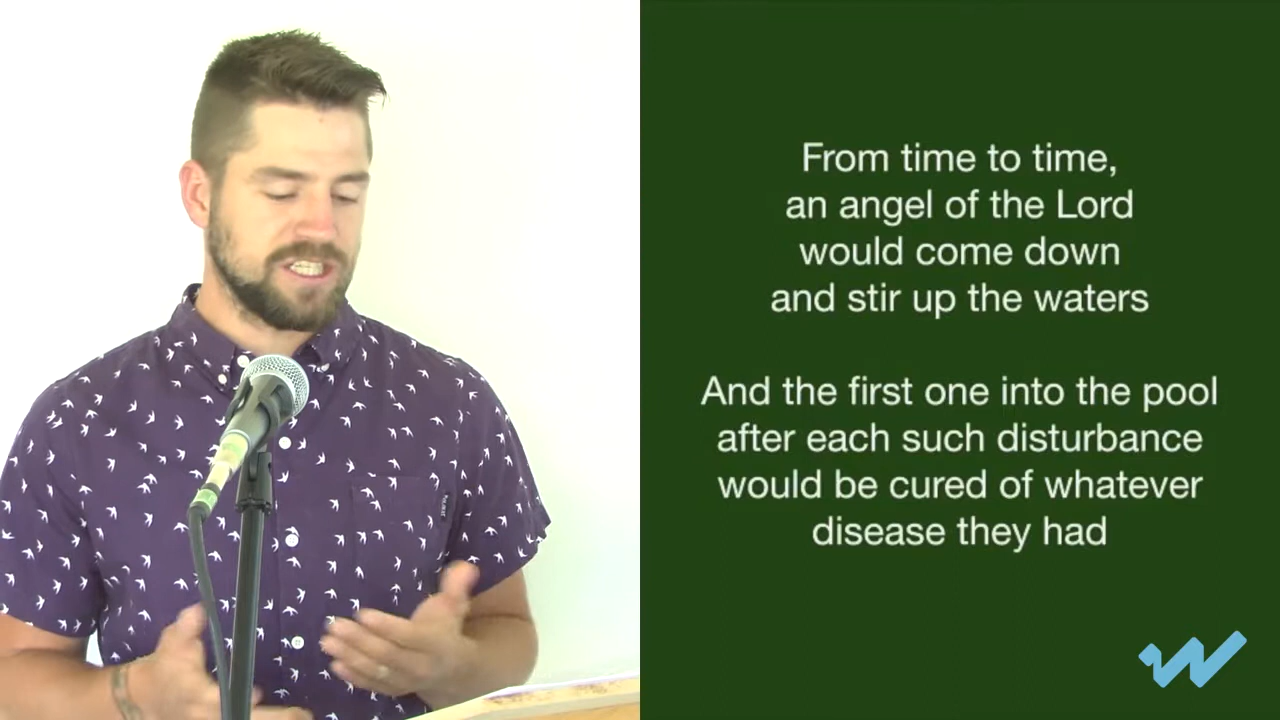 From time to time,
an angel of the Lord
would come down
and stir up the waters
And the first one into the pool
after each such disturbance
would be cured of whatever
disease they had